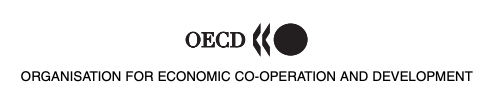 OECD
ORGANISATION FOR ECONOMIC CO-OPERATION AND DEVELOPMENT